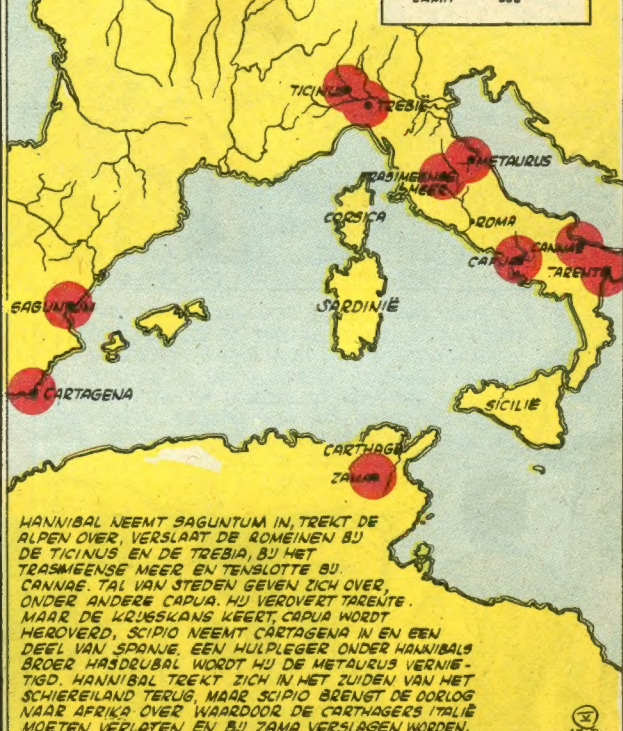 TICINUS
TREBIË
METAURUS
TRASIMEENSE
MEER
CORSICA
ROMA
CANNAE
CAPUA
TARENTE
SAGUNTUM
SARDINIË
CARTAGENA
SICILIË
CARTHAGE
ZAMA
HANNIBAL NEEMT SAGUNTUM IN, TREKT DE
ALPEN OVER, VERSLAAT DE ROMEINEN BIJ
DE TICINUS EN DE TREBIA, BIJ HET
TRASIMEENSE MEER EN TENSLOTTE BIJ
CANNAE. TAL VAN STEDEN GEVEN ZICH OVER,
ONDER ANDERE CAPUA. HIJ VEROVERT TARENTE.
MAAR DE KRIJGSKANS KEERT, CAPUA WORDT
HEROVERD, SCIPIO NEEMT CARTAGENA IN EN EEN
DEEL VAN SPANJE. EEN HULPLEGER ONDER HANNIBALS
BROER HASDRUBAL WORDT BIJ DE METAURUS VERNIE-
TIGD. HANNIBAL TREKT ZICH IN HET ZUIDEN VAN HET
SCHIEREILAND TERUG, MAAR SCIPIO BRENGT DE OORLOG
NAAR AFRIKA OVER WAARDOOR DE CARTHAGERS ITALIË
MOETEN VERLATEN EN BIJ ZAMA VERSLAGEN WORDEN.
V